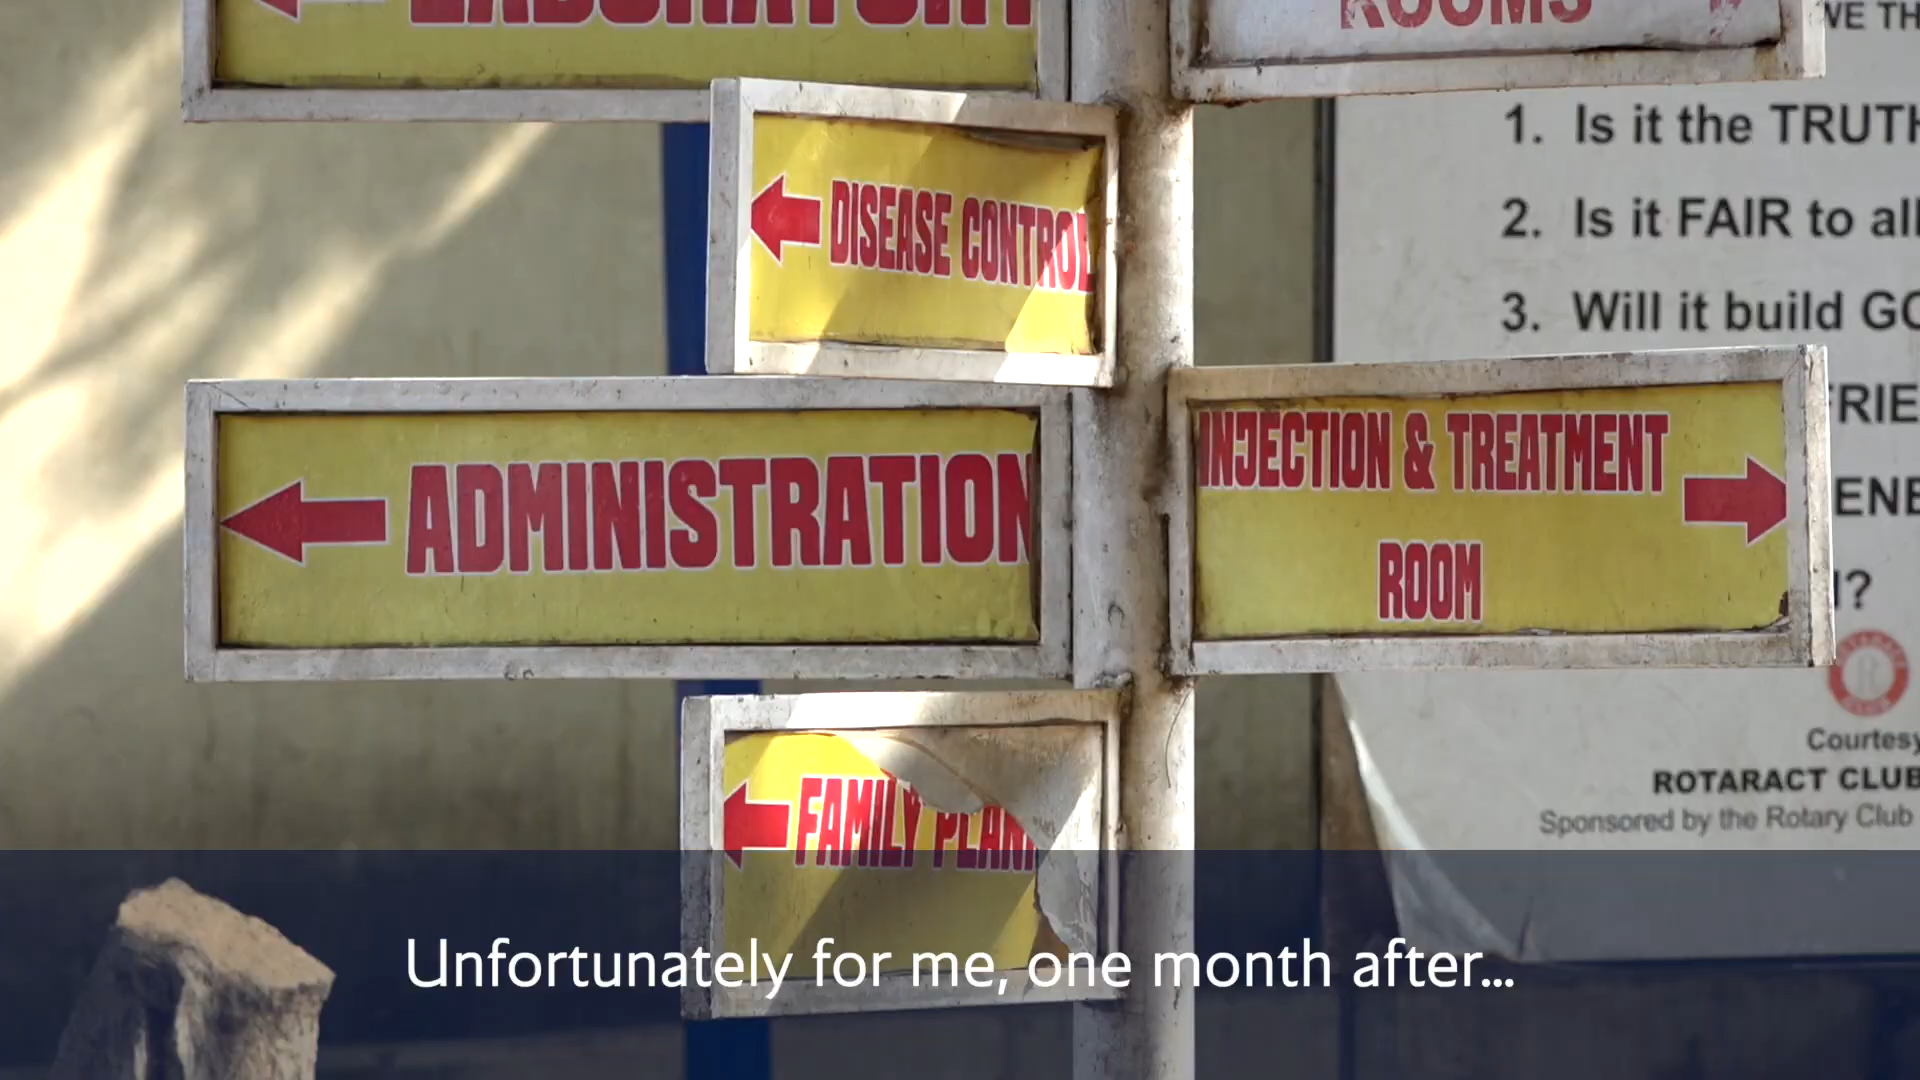 LABORATORY
ROOMS
DISEASE CONTROL
ADMINISTRATION
INJECTION & TREATMENT
ROOM
FAMILY PLANN
WE TH
1. Is it the TRUTH
2. Is it FAIR to all
3. Will it build GO
FRIE
ENE
?
Courtesy
ROTARACT CLUB
Sponsored by the Rotary Club
Unfortunately for me, one month after...